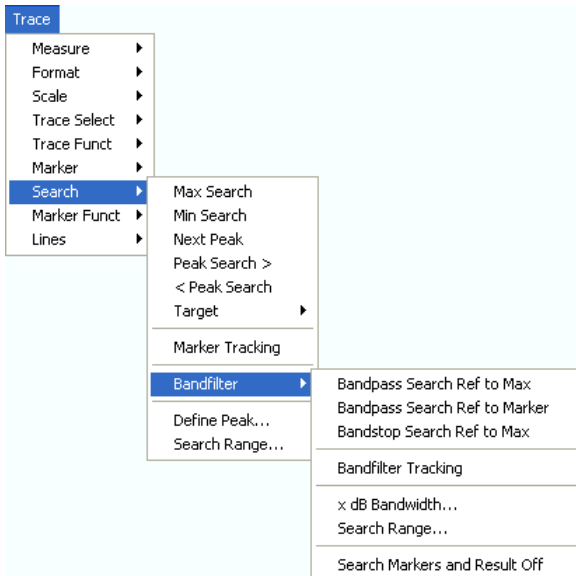 Trace
Measure
Format
Scale
Trace Select
Trace Funct
Marker
Search
Marker Funct
Lines
Max Search
Min Search
Next Peak
Peak Search >
< Peak Search
Target
Marker Tracking
Bandfilter
Define Peak...
Search Range...
Bandpass Search Ref to Max
Bandpass Search Ref to Marker
Bandstop Search Ref to Max
Bandfilter Tracking
x dB Bandwidth...
Search Range...
Search Markers and Result Off